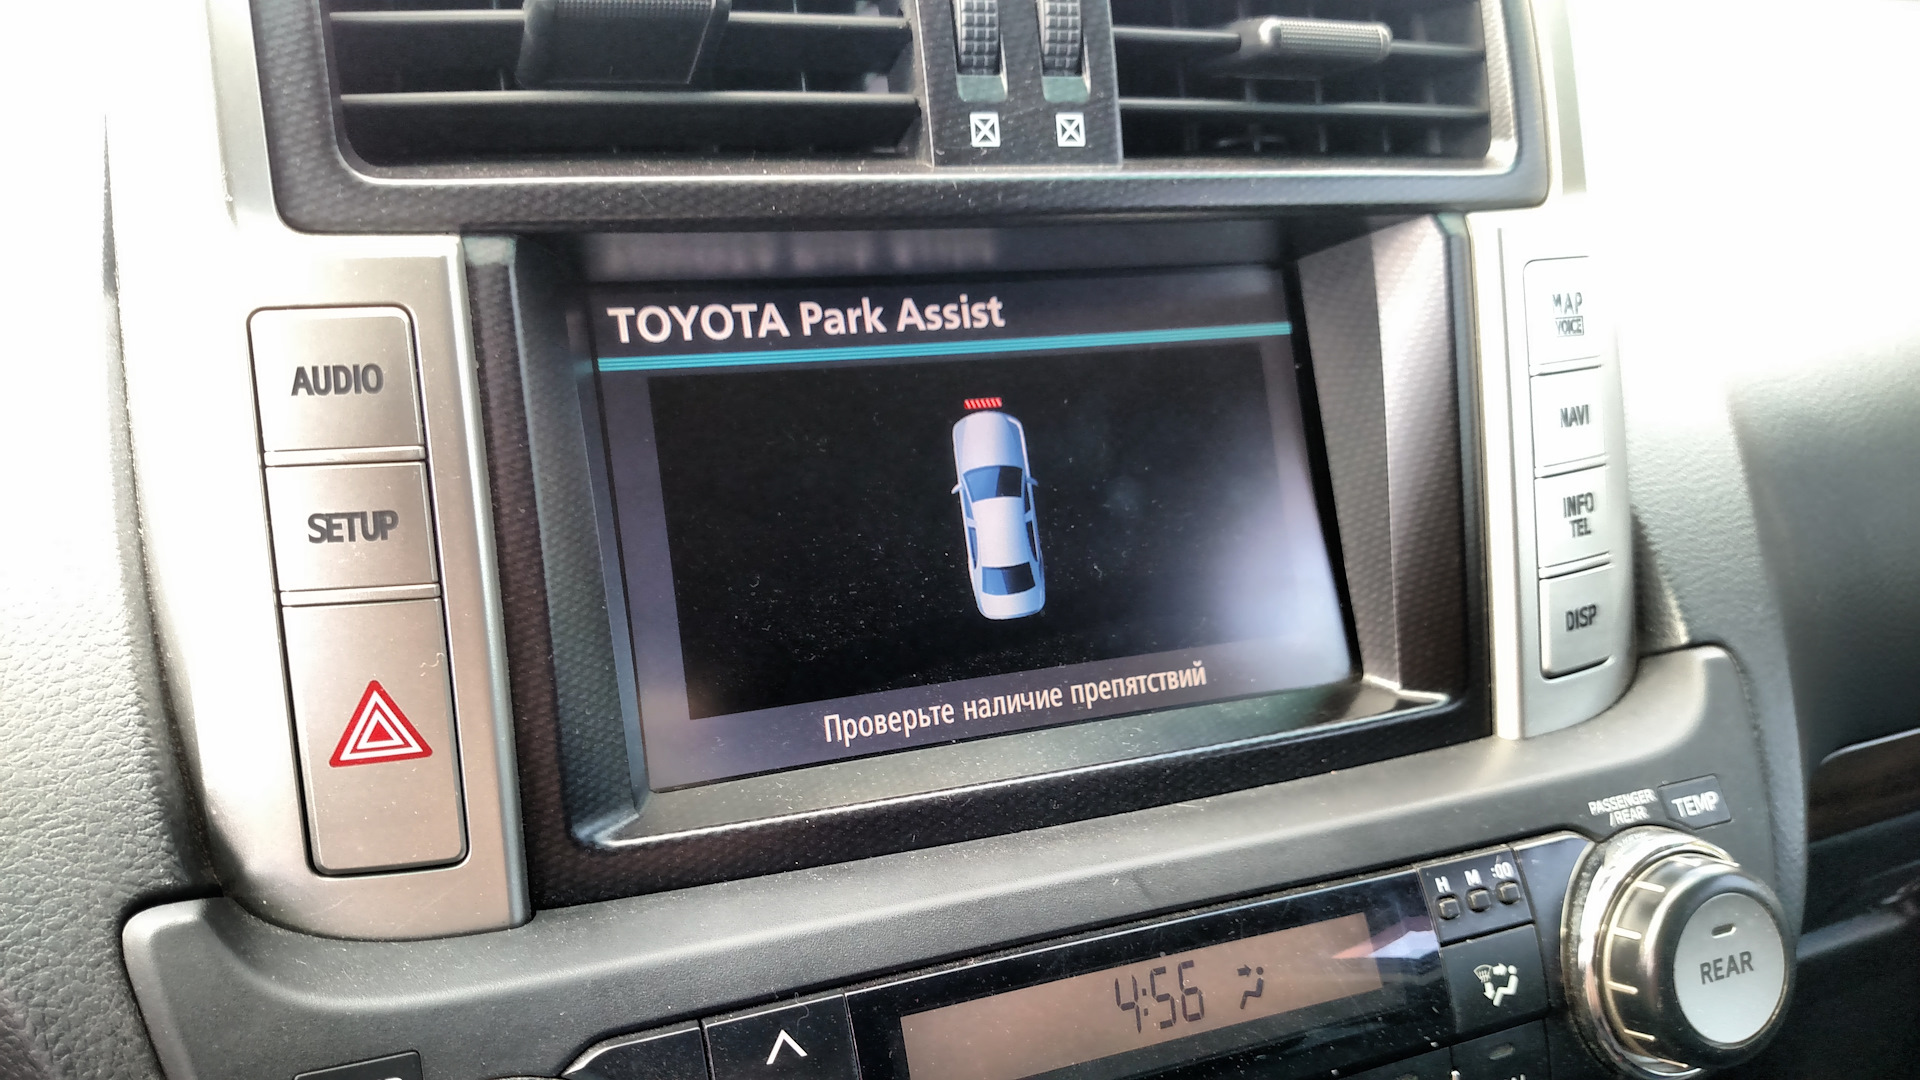 TOYOTA Park Assist
AUDIO
SETUP
Проверьте наличие препятствий
MAP
VOICE
NAVI
INFO
TEL
DISP
PASSENGER
/REAR
TEMP
H M :00
4:56
REAR